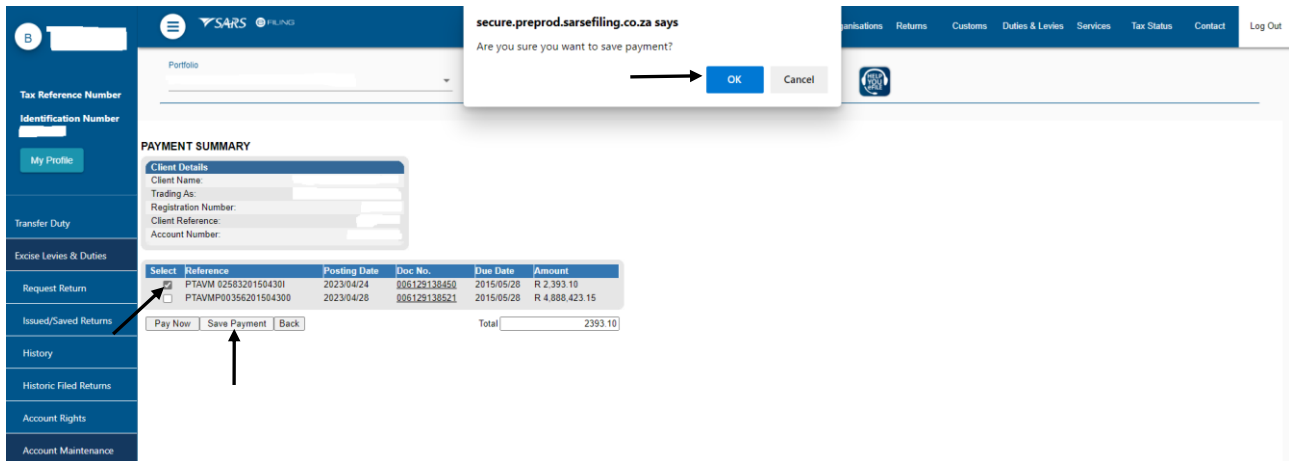 B
SARS eFILING
secure.preprod.sarsefiling.co.za says
Are you sure you want to save payment?
OK Cancel
anisations Returns Customs Duties & Levies Services Tax Status Contact Log Out
Portfolio
HELP YOU eFILE
Tax Reference Number
Identification Number
My Profile
Transfer Duty
Excise Levies & Duties
Request Return
Issued/Saved Returns
History
Historic Filed Returns
Account Rights
Account Maintenance
PAYMENT SUMMARY
Client Details
Client Name:
Trading As:
Registration Number:
Client Reference:
Account Number:
Select Reference Posting Date Doc No. Due Date Amount
PTAVM 0258320150430I 2023/04/24 006129138450 2015/05/28 R 2,393.10
PTAVMP00356201504300 2023/04/28 006129138521 2015/05/28 R 4,888,423.15
Pay Now Save Payment Back Total 2393.10